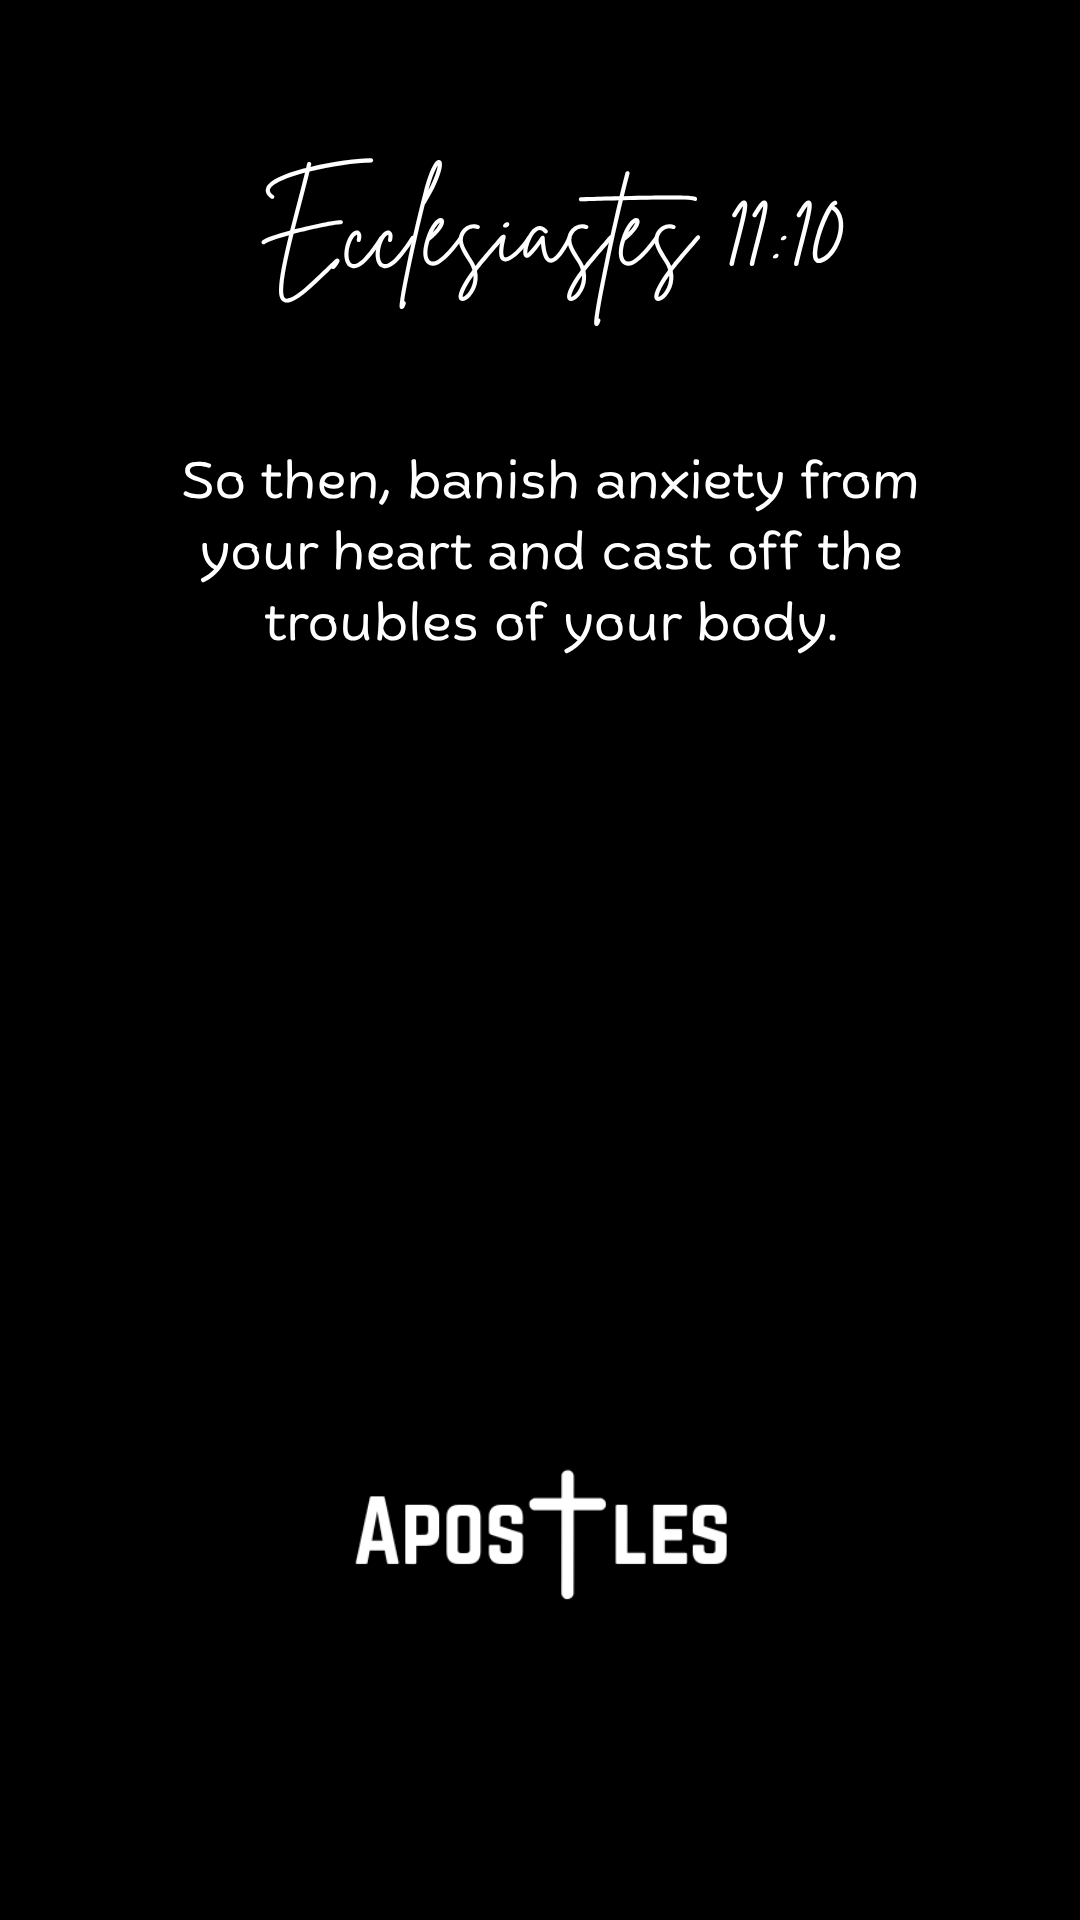 Ecclesiastes 11:10
So then, banish anxiety from
your heart and cast off the
troubles of your body.
APOSTLES